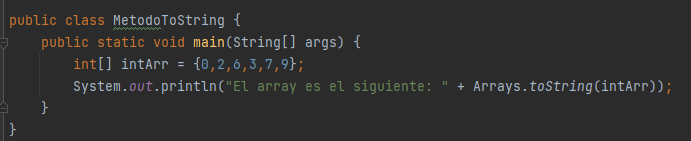 public class MetodoToString {
    public static void main(String[] args) {
        int[] intArr = {0,2,6,3,7,9};
        System.out.println("El array es el siguiente: " + Arrays.toString(intArr));
    }
}